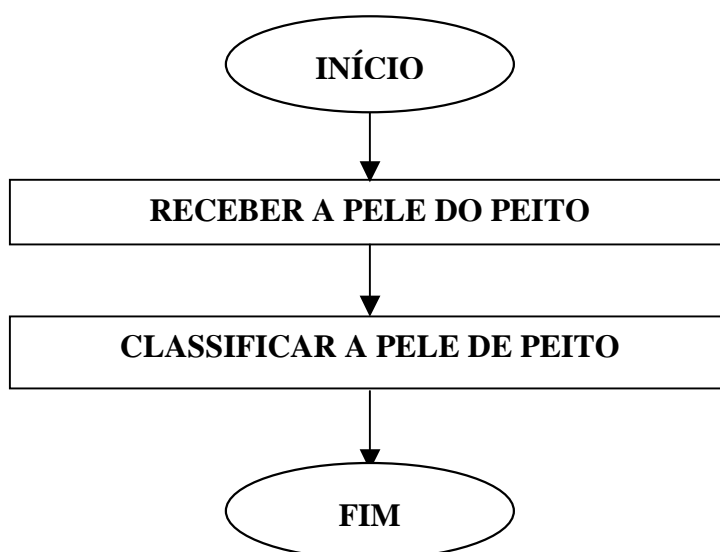 INÍCIO
RECEBER A PELE DO PEITO
CLASSIFICAR A PELE DE PEITO
FIM